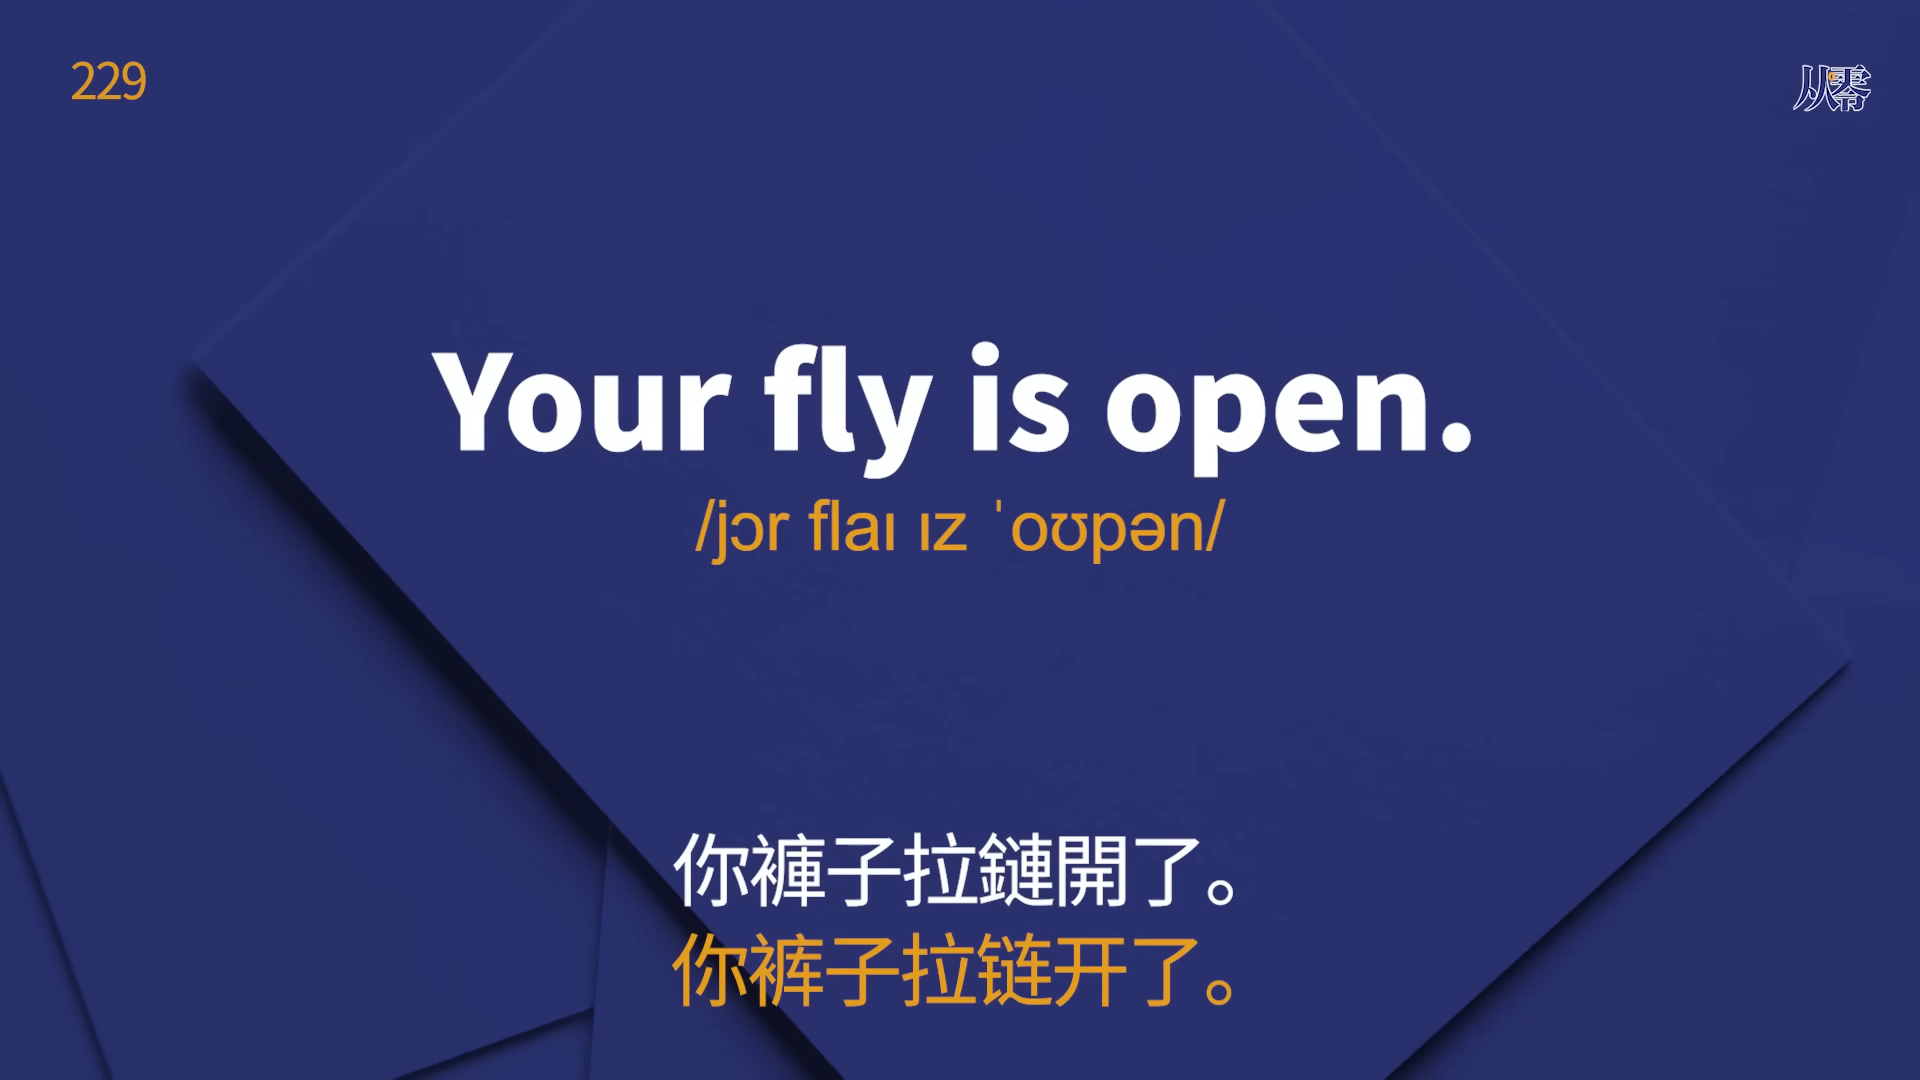 229
从零
Your fly is open.
/jɔr flaɪ ɪz ˈoʊpən/
你褲子拉鏈開了。
你裤子拉链开了。